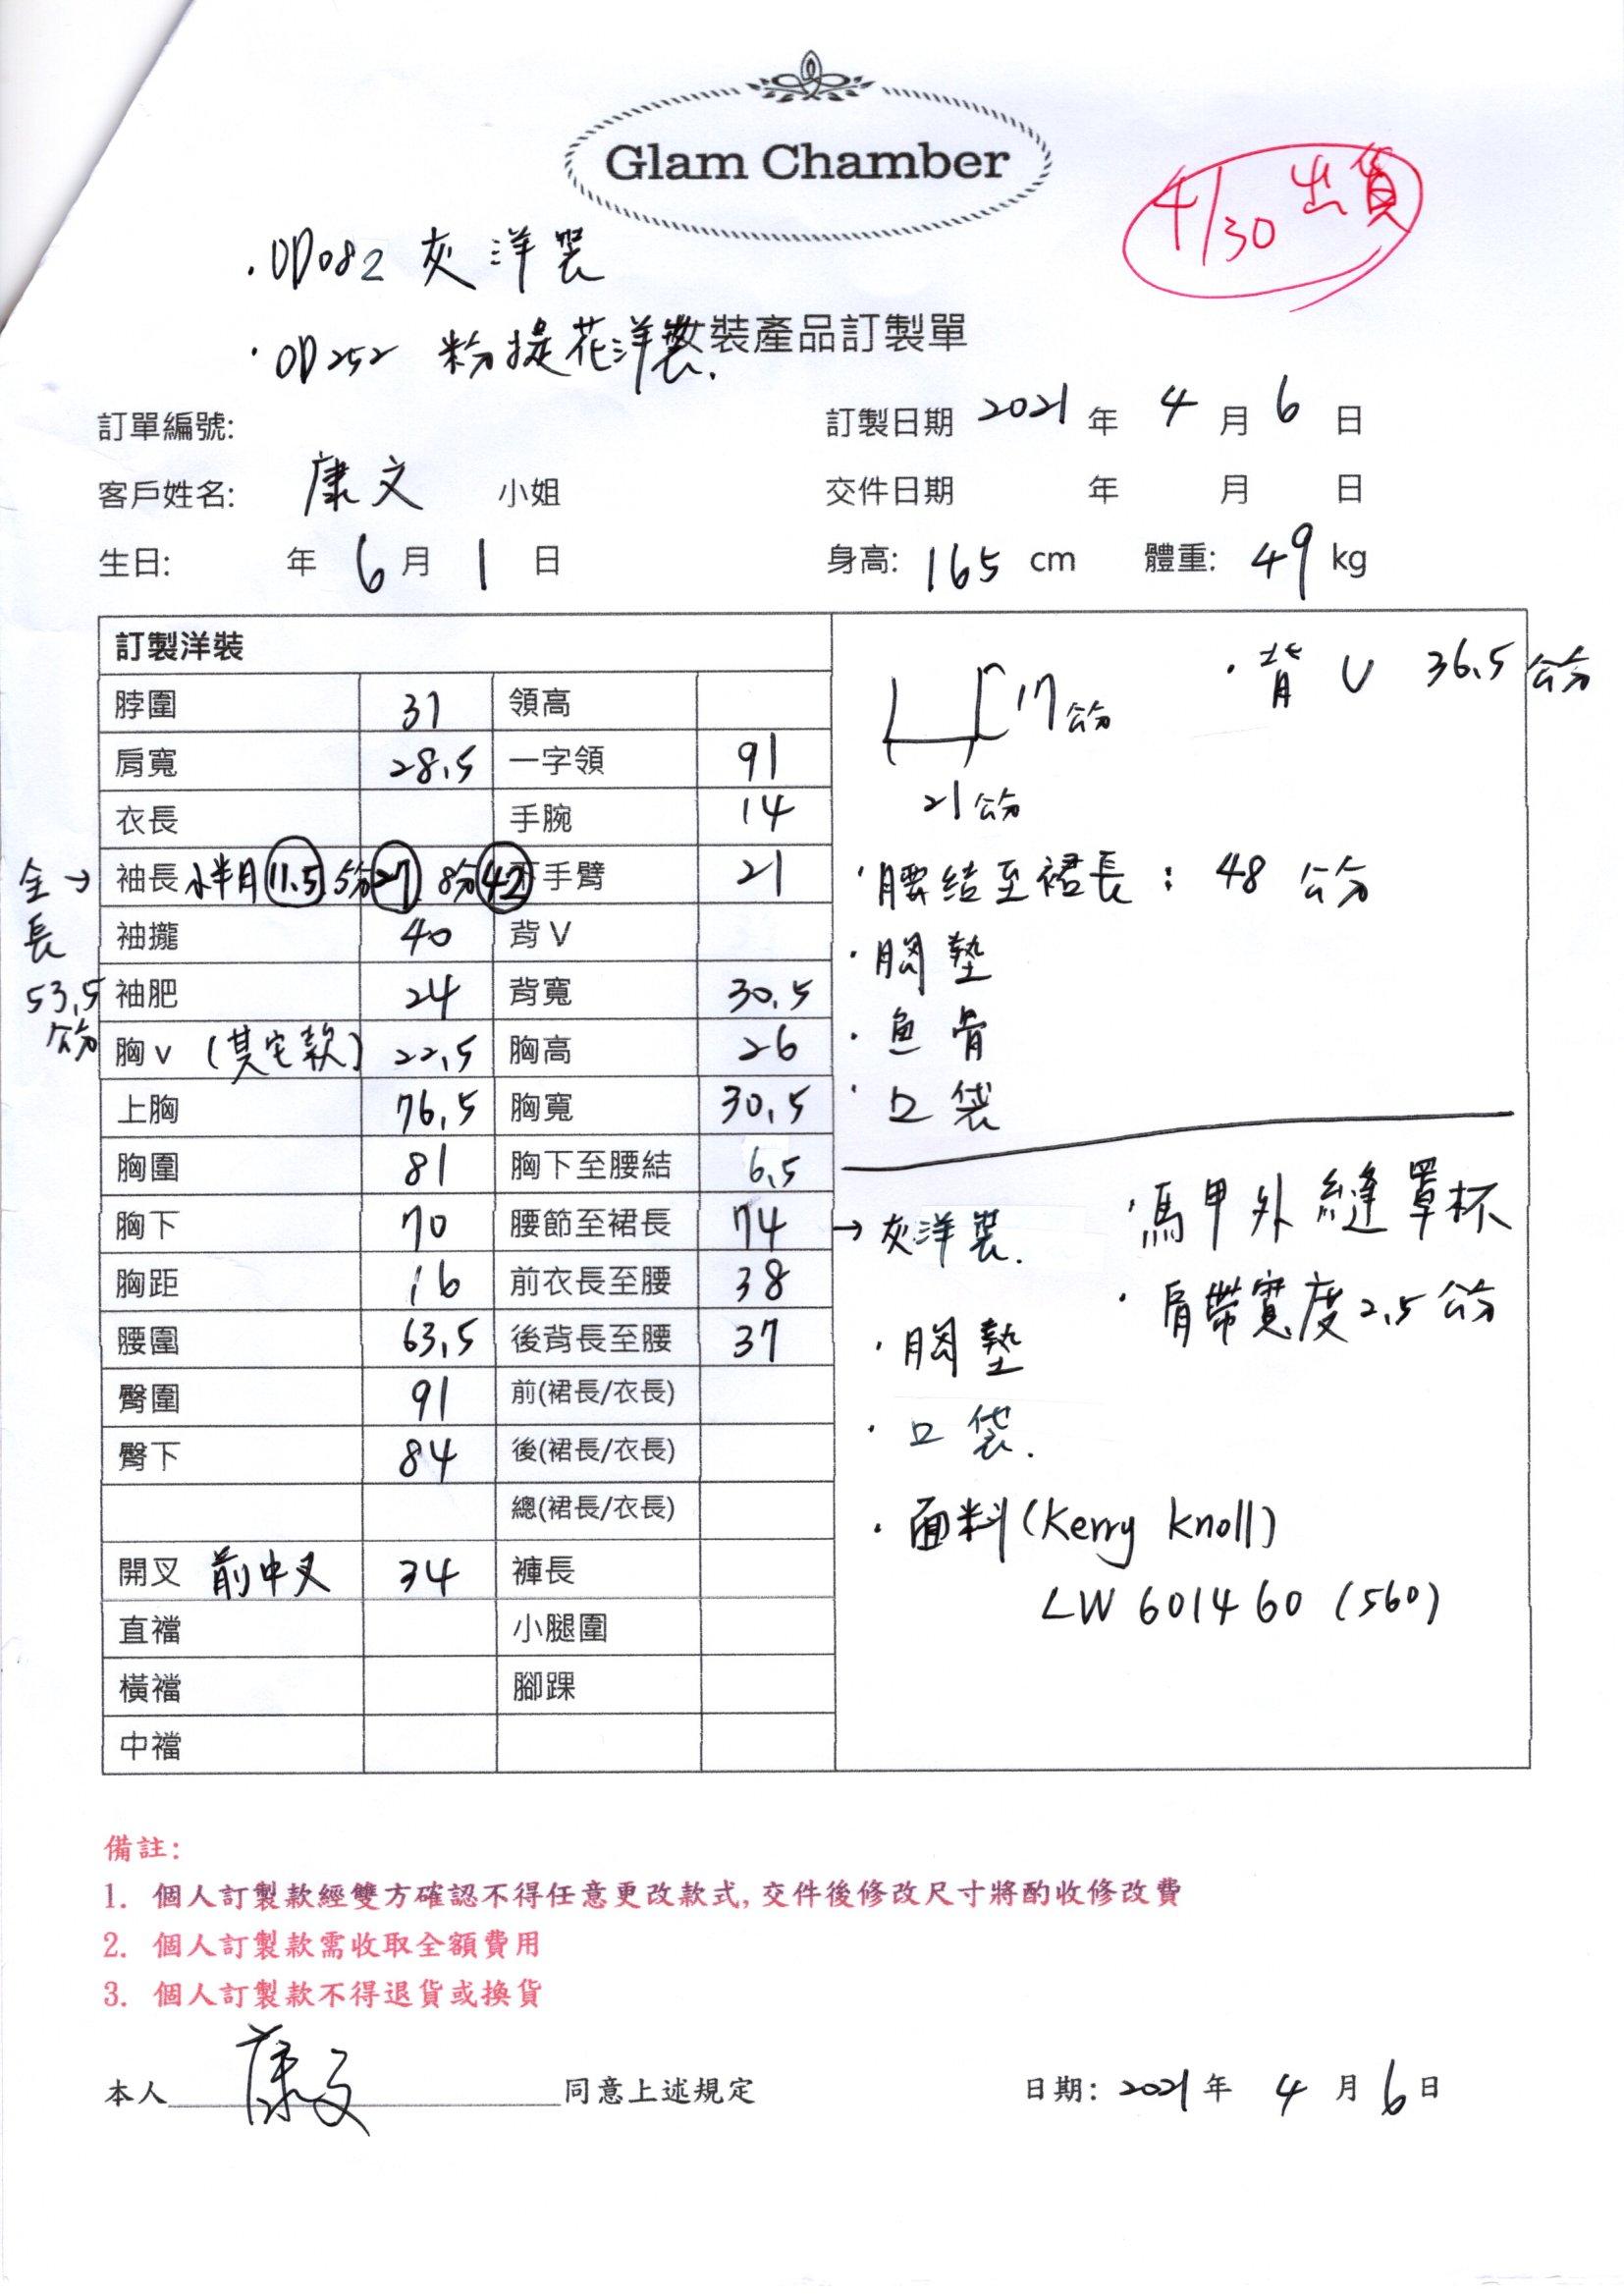 Glam Chamber
4/30 出貨
·OD082 灰洋裝
·OD252 粉提花洋裝.
女裝產品訂製單
訂單編號: 訂製日期 2021 年 4 月 6 日
客戶姓名: 康文 小姐 交件日期 年 月 日
生日: 年 6 月 1 日 身高: 165 cm 體重: 49 kg
訂製洋裝
脖圍 31 領高
肩寬 28.5 一字領 91
衣長 手腕 14
全長 53.5 公分 → 袖長 小半月 11.5 5分 27 8分 42 下手臂 21
袖攏 40 背 V
袖肥 24 背寬 30.5
胸 v (其它款) 22.5 胸高 26
上胸 76.5 胸寬 30.5
胸圍 81 胸下至腰結 6.5
胸下 70 腰節至裙長 74 → 灰洋裝.
胸距 16 前衣長至腰 38
腰圍 63.5 後背長至腰 37
臀圍 91 前(裙長/衣長)
臀下 84 後(裙長/衣長)
總(裙長/衣長)
開叉 前中叉 34 褲長
直襠 小腿圍
橫襠 腳踝
中襠
17 公分
21 公分
·背 V 36.5 公分
·腰結至裙長: 48 公分
·胸墊
·魚骨
·口袋
·馬甲外縫罩杯
·肩帶寬度 2.5 公分
·胸墊
·口袋.
·面料 (Kerry Knoll)
LW 601460 (560)
備註:
1. 個人訂製款經雙方確認不得任意更改款式, 交件後修改尺寸將酌收修改費
2. 個人訂製款需收取全額費用
3. 個人訂製款不得退貨或換貨
本人 康文 同意上述規定 日期: 2021 年 4 月 6 日